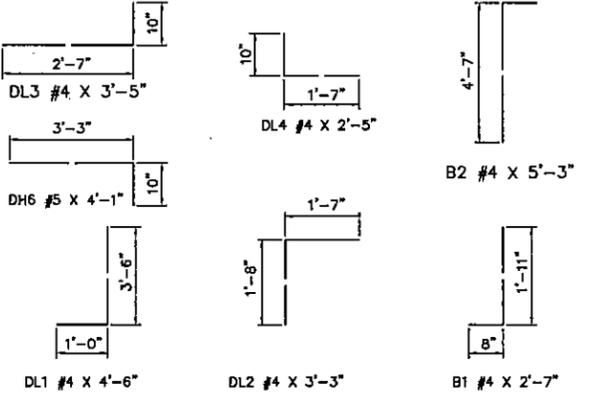 10"
2'-7"
DL3 #4 X 3'-5"
10"
1'-7"
DL4 #4 X 2'-5"
4'-7"
B2 #4 X 5'-3"
3'-3"
10"
DH6 #5 X 4'-1"
3'-6"
1'-0"
DL1 #4 X 4'-6"
1'-7"
1'-8"
DL2 #4 X 3'-3"
1'-11"
8"
B1 #4 X 2'-7"